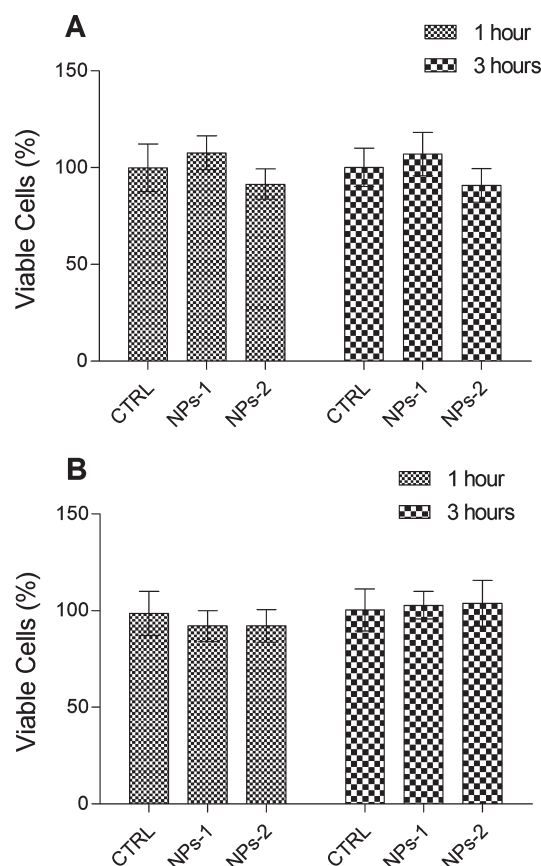 A
1 hour
3 hours
Viable Cells (%)
150
100
50
0
CTRL
NPs-1
NPs-2
CTRL
NPs-1
NPs-2
B
1 hour
3 hours
Viable Cells (%)
150
100
50
0
CTRL
NPs-1
NPs-2
CTRL
NPs-1
NPs-2